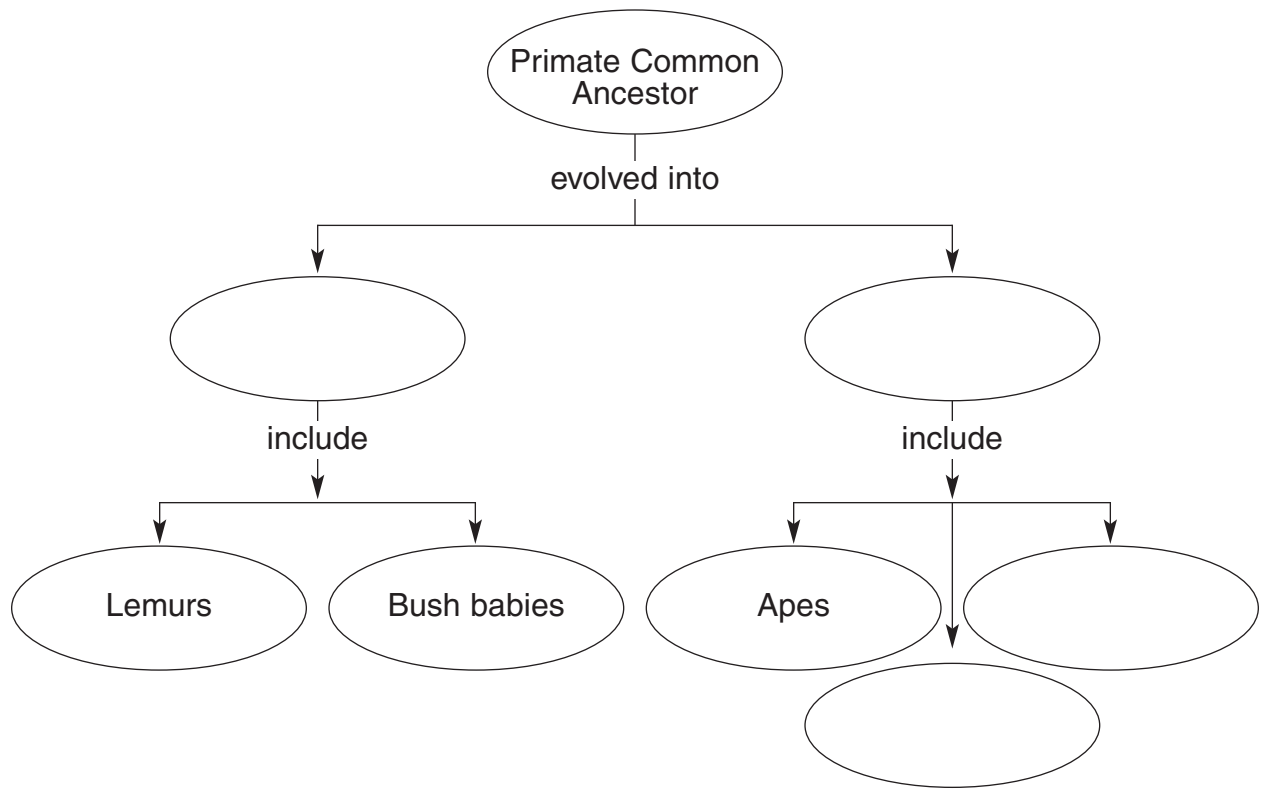 Primate Common
Ancestor
evolved into
include
include
Lemurs
Bush babies
Apes